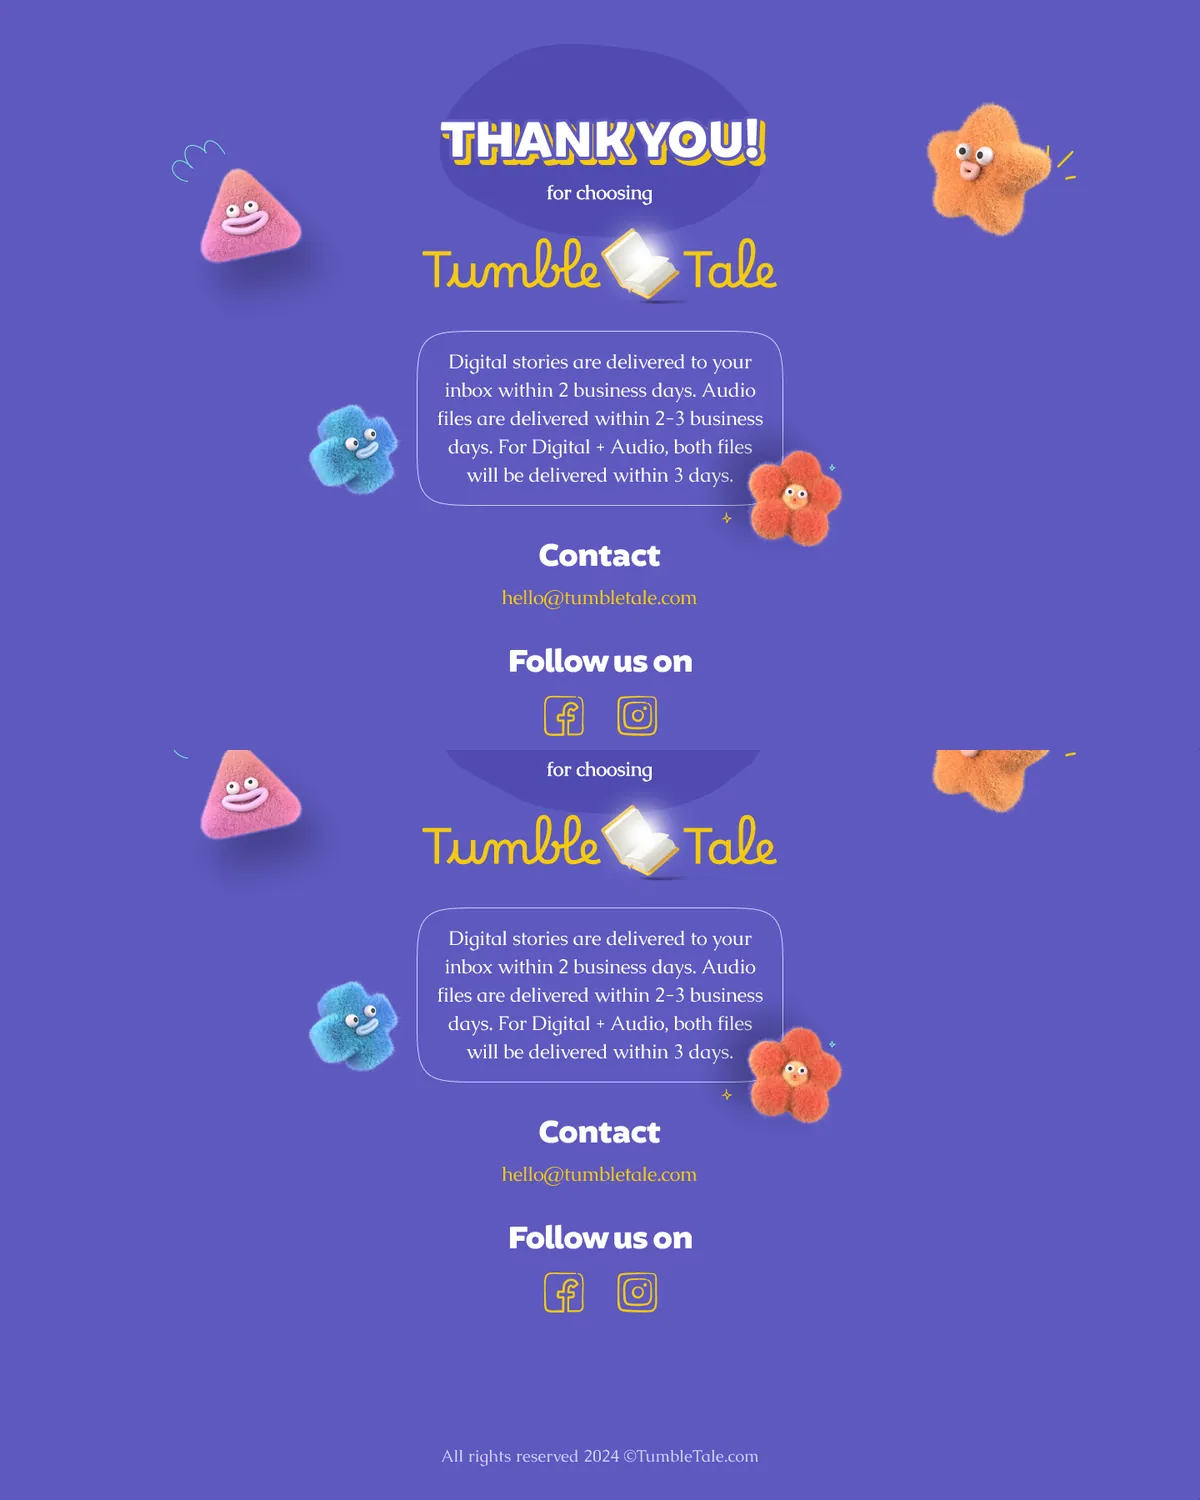 THANK YOU!
for choosing
Tumble Tale
Digital stories are delivered to your
inbox within 2 business days. Audio
files are delivered within 2-3 business
days. For Digital + Audio, both files
will be delivered within 3 days.
Contact
hello@tumbletale.com
Follow us on
for choosing
Tumble Tale
Digital stories are delivered to your
inbox within 2 business days. Audio
files are delivered within 2-3 business
days. For Digital + Audio, both files
will be delivered within 3 days.
Contact
hello@tumbletale.com
Follow us on
All rights reserved 2024 ©TumbleTale.com